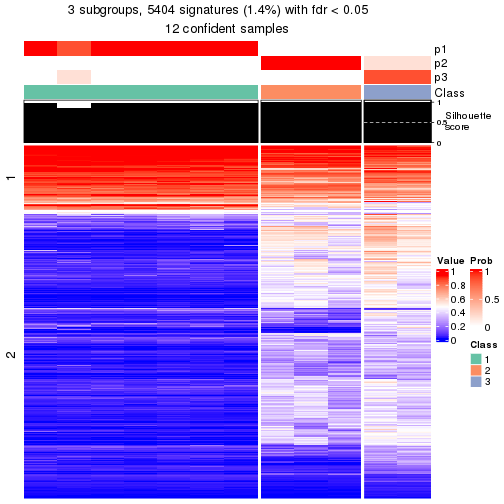 3 subgroups, 5404 signatures (1.4%) with fdr < 0.05
12 confident samples
p1
p2
p3
Class
1
0.5
0
Silhouette
score
1
2
Value
1
0.8
0.6
0.4
0.2
0
Prob
1
0.5
0
Class
1
2
3